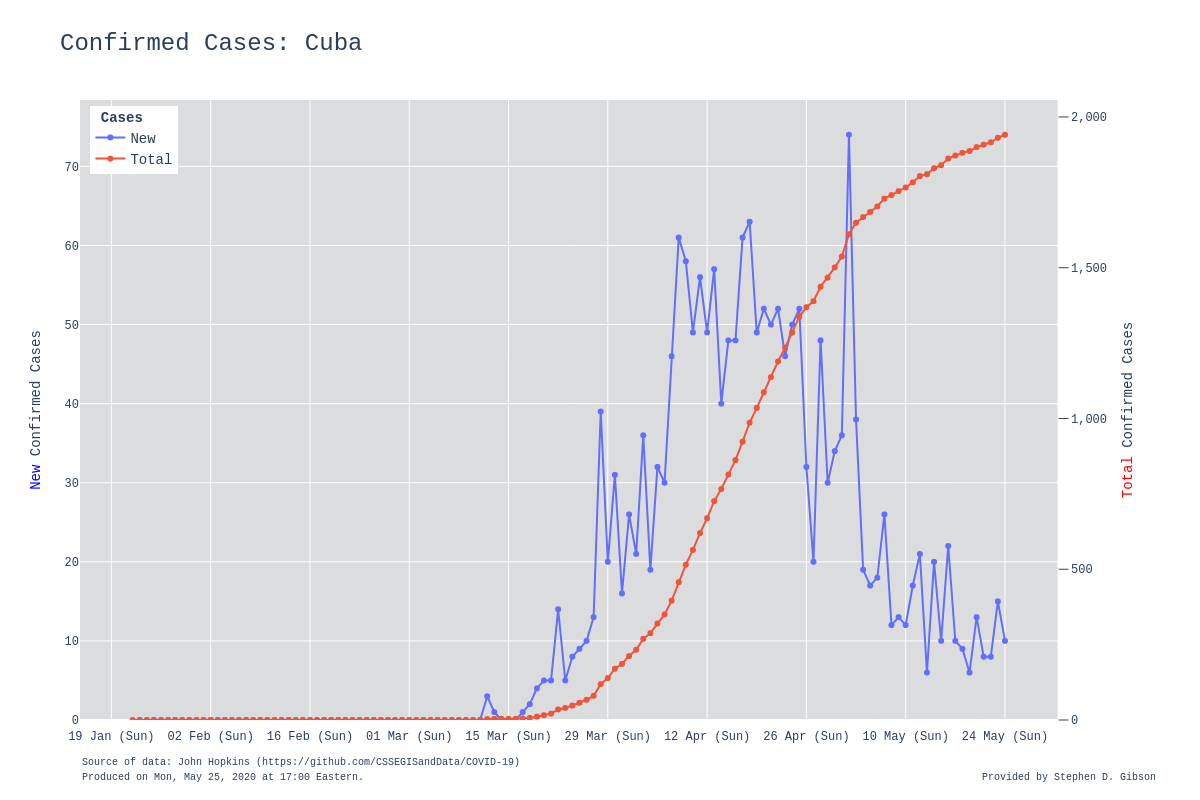 Confirmed Cases: Cuba
Cases
New
Total
70
60
50
40
30
20
10
0
2,000
1,500
1,000
500
0
New Confirmed Cases
Total Confirmed Cases
19 Jan (Sun) 02 Feb (Sun) 16 Feb (Sun) 01 Mar (Sun) 15 Mar (Sun) 29 Mar (Sun) 12 Apr (Sun) 26 Apr (Sun) 10 May (Sun) 24 May (Sun)
Source of data: John Hopkins (https://github.com/CSSEGISandData/COVID-19)
Produced on Mon, May 25, 2020 at 17:00 Eastern.
Provided by Stephen D. Gibson